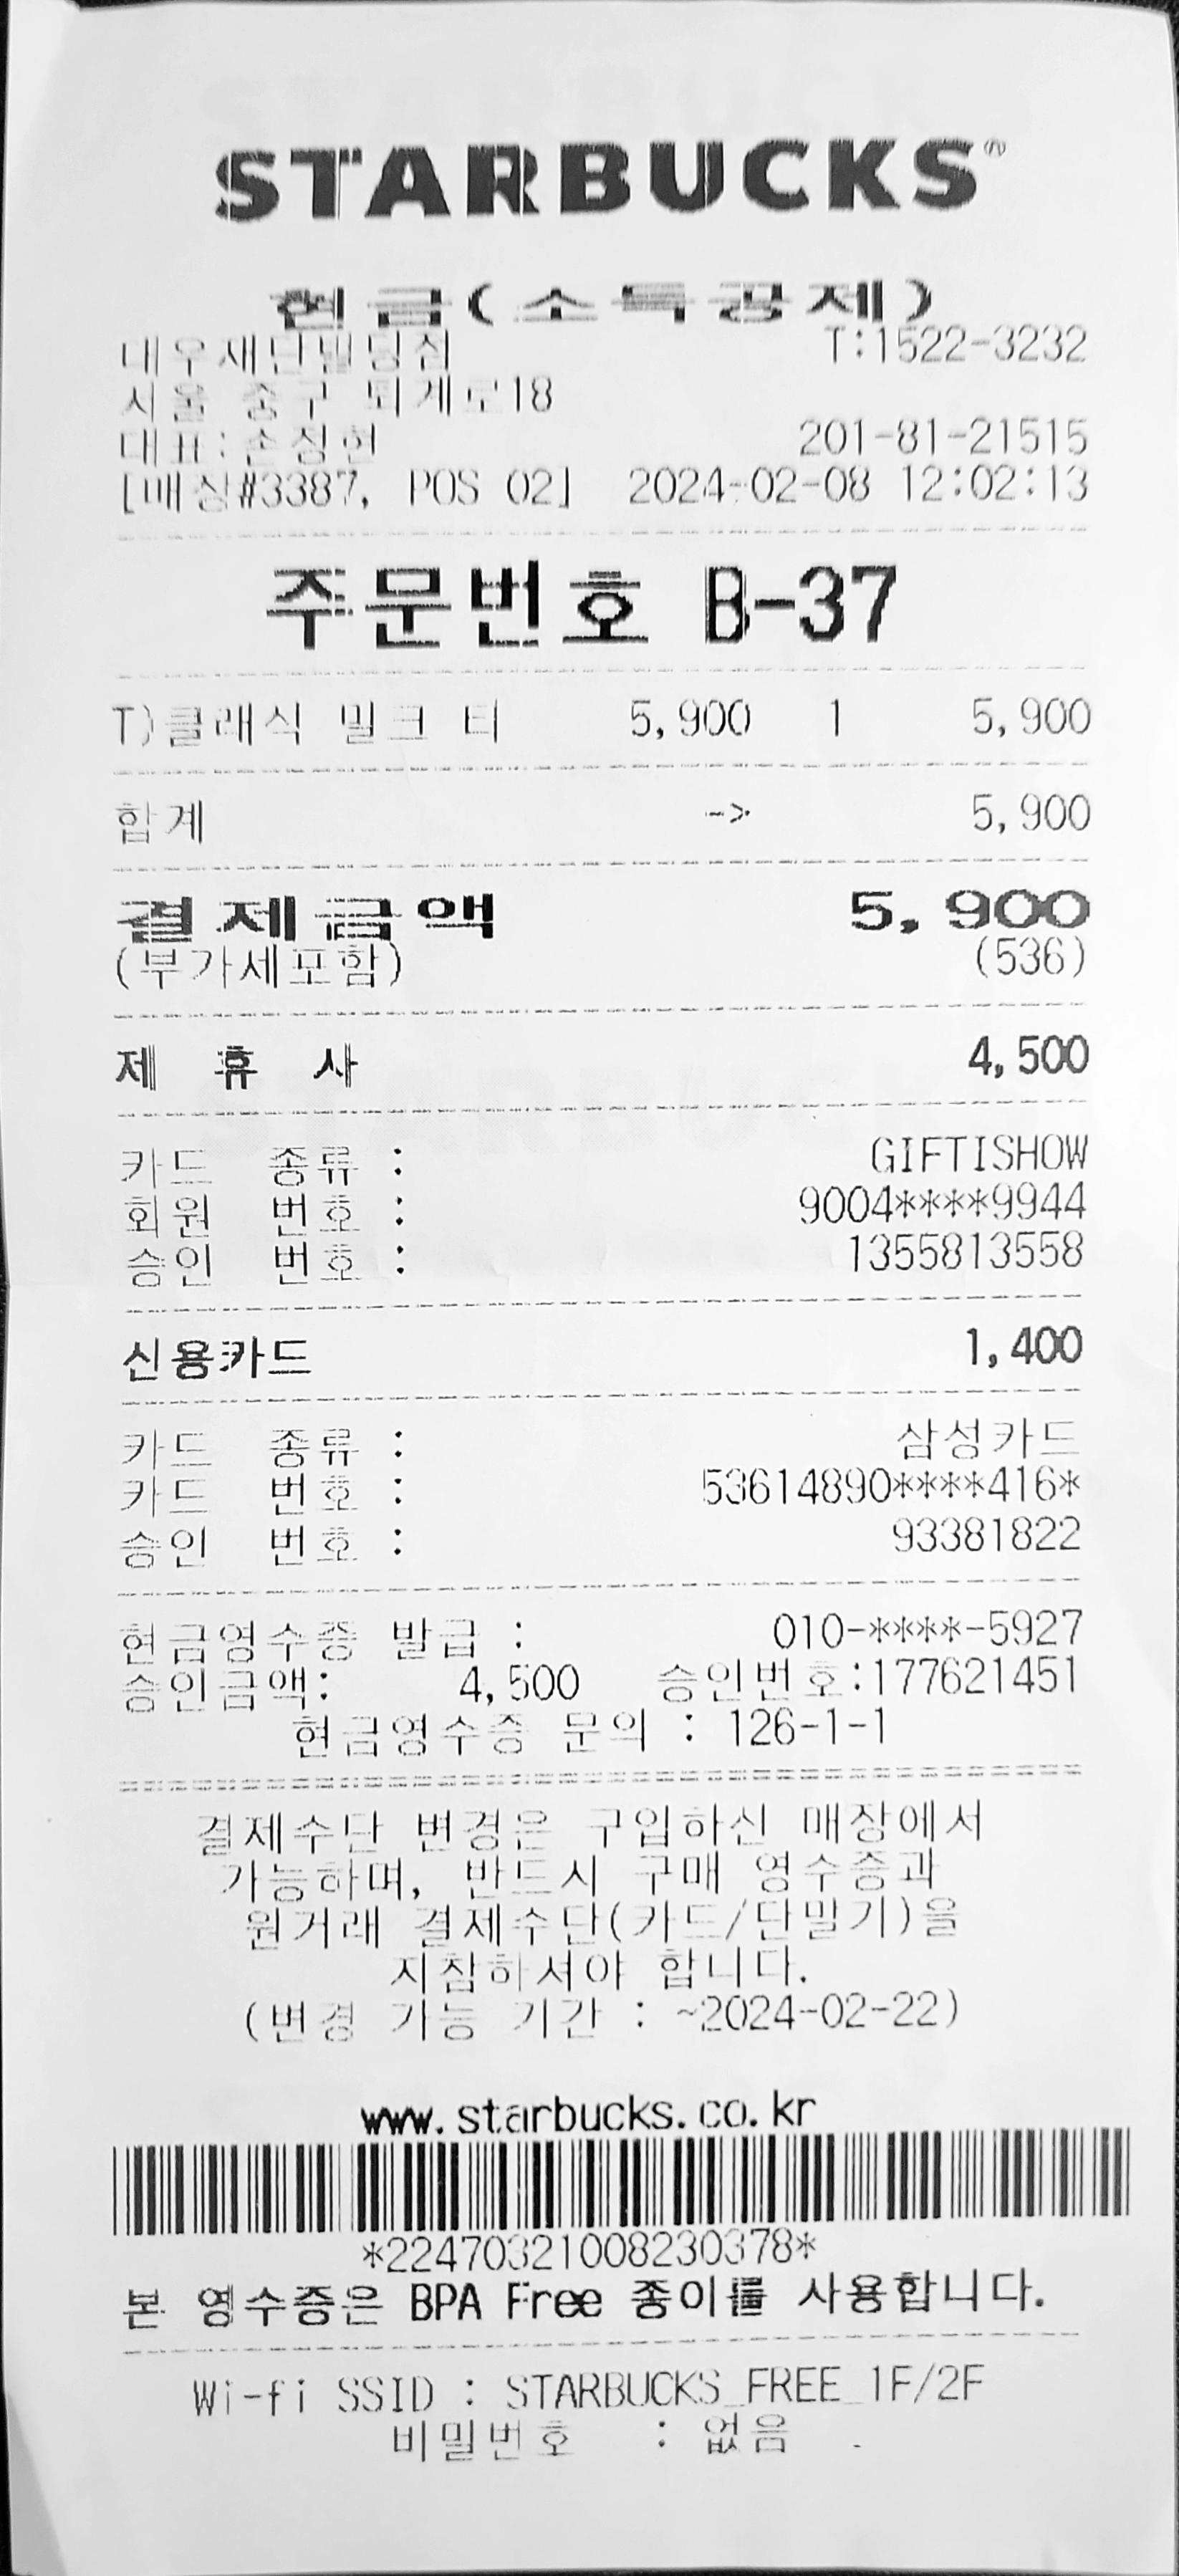 STARBUCKS®
현금(소득공제)
대우재단빌딩점 T:1522-3232
서울 중구 퇴계로18
대표:손정현 201-81-21515
[매장#3387, POS 02] 2024-02-08 12:02:13
주문번호 B-37
T)클래식 밀크 티 5,900 1 5,900
합계 -> 5,900
결제금액 5,900
(부가세포함) (536)
제 휴 사 4,500
카드 종류 : GIFTISHOW
회원 번호 : 9004****9944
승인 번호 : 1355813558
신용카드 1,400
카드 종류 : 삼성카드
카드 번호 : 53614890****416*
승인 번호 : 93381822
현금영수증 발급 : 010-****-5927
승인금액: 4,500 승인번호:177621451
현금영수증 문의 : 126-1-1
결제수단 변경은 구입하신 매장에서
가능하며, 반드시 구매 영수증과
원거래 결제수단(카드/단말기)을
지참하셔야 합니다.
(변경 가능 기간 : ~2024-02-22)
www.starbucks.co.kr
*22470321008230378*
본 영수증은 BPA Free 종이를 사용합니다.
Wi-fi SSID : STARBUCKS_FREE_1F/2F
비밀번호 : 없음